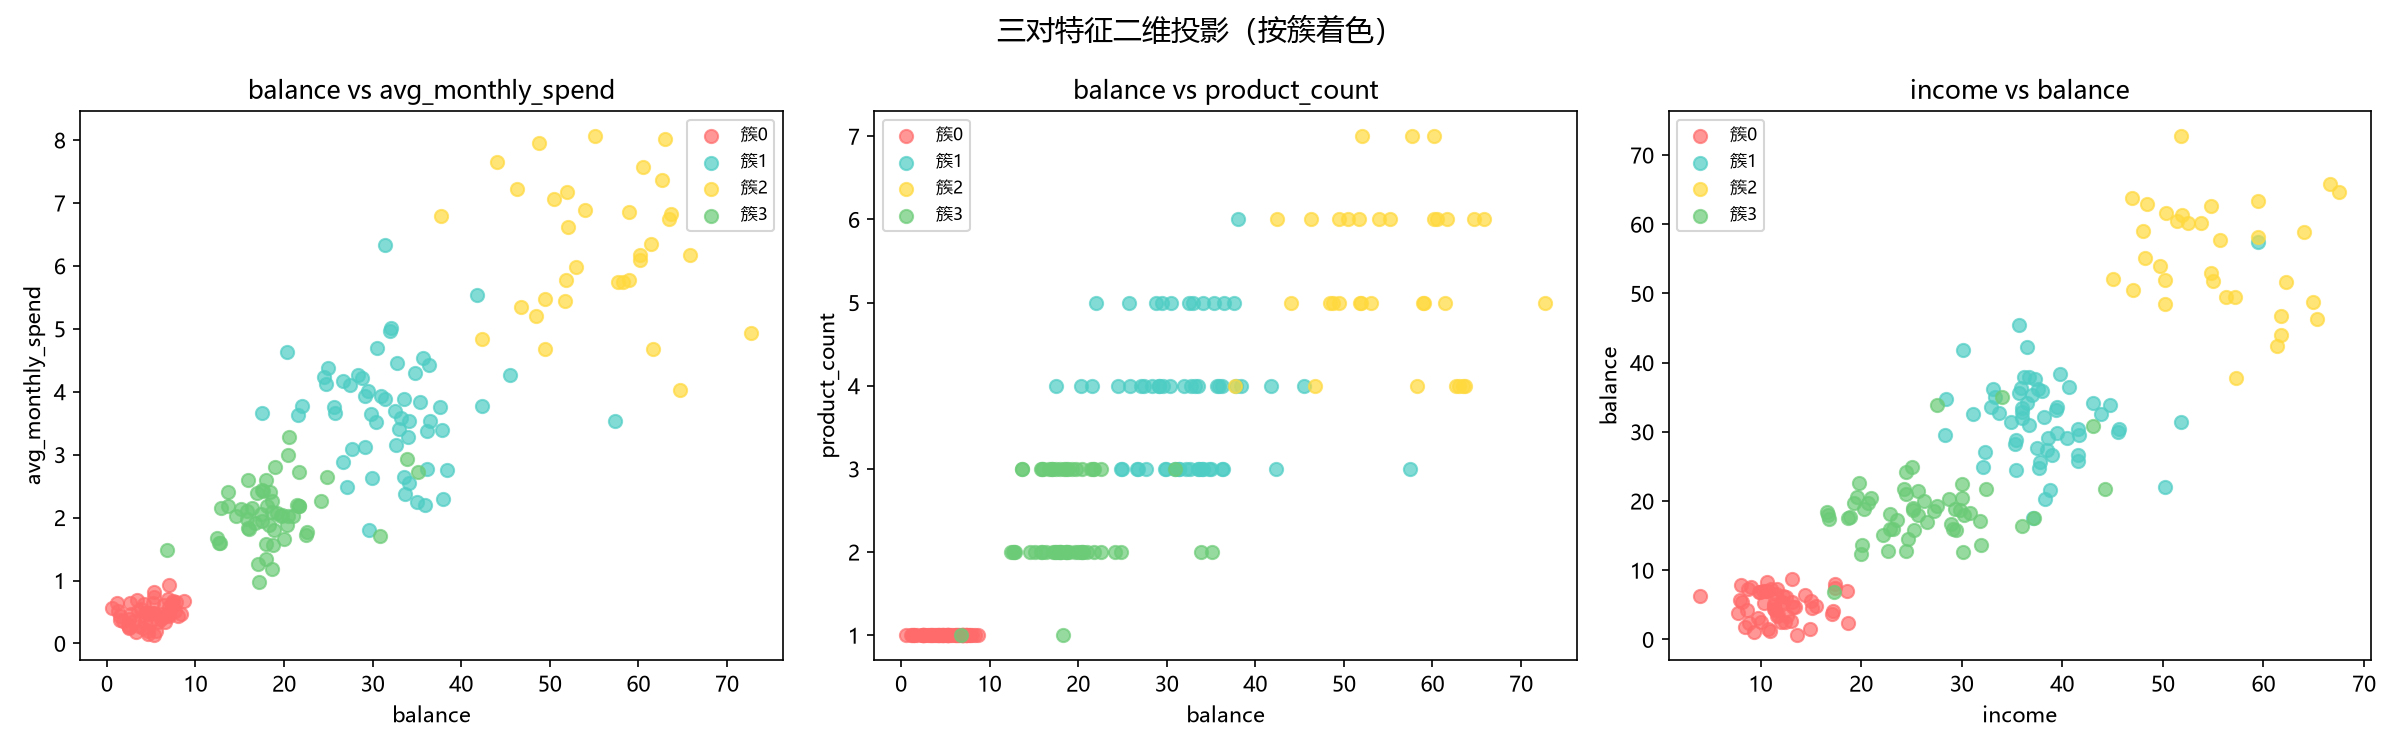 三对特征二维投影（按簇着色）
balance vs avg_monthly_spend
avg_monthly_spend
8
7
6
5
4
3
2
1
0
0 10 20 30 40 50 60 70
balance
簇0
簇1
簇2
簇3
balance vs product_count
product_count
7
6
5
4
3
2
1
0 10 20 30 40 50 60 70
balance
簇0
簇1
簇2
簇3
income vs balance
balance
70
60
50
40
30
20
10
0
10 20 30 40 50 60 70
income
簇0
簇1
簇2
簇3